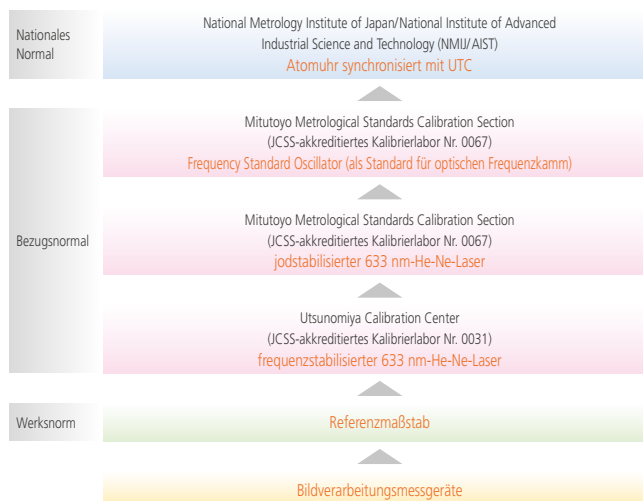 Nationales
Normal
National Metrology Institute of Japan/National Institute of Advanced
Industrial Science and Technology (NMIJ/AIST)
Atomuhr synchronisiert mit UTC
Bezugsnormal
Mitutoyo Metrological Standards Calibration Section
(JCSS-akkreditiertes Kalibrierlabor Nr. 0067)
Frequency Standard Oscillator (als Standard für optischen Frequenzkamm)
Mitutoyo Metrological Standards Calibration Section
(JCSS-akkreditiertes Kalibrierlabor Nr. 0067)
jodstabilisierter 633 nm-He-Ne-Laser
Utsunomiya Calibration Center
(JCSS-akkreditiertes Kalibrierlabor Nr. 0031)
frequenzstabilisierter 633 nm-He-Ne-Laser
Werksnorm
Referenzmaßstab
Bildverarbeitungsmessgeräte